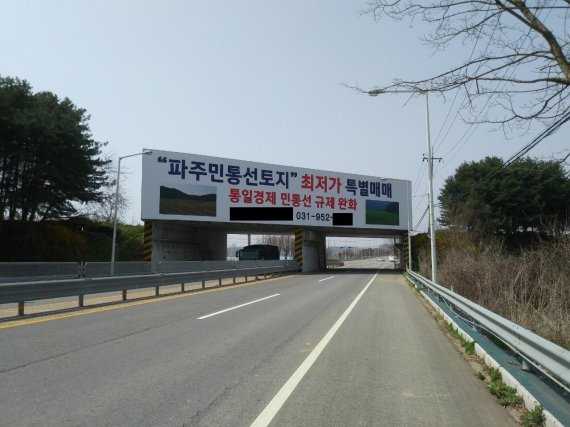 “파주민통선토지” 최저가 특별매매
통일경제 민통선 규제 완화
031-952-